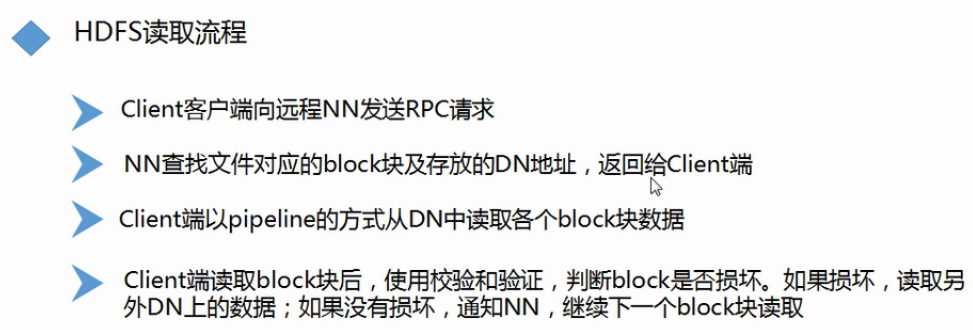 HDFS读取流程
Client客户端向远程NN发送RPC请求
NN查找文件对应的block块及存放的DN地址，返回给Client端
Client端以pipeline的方式从DN中读取各个block块数据
Client端读取block块后，使用校验和验证，判断block是否损坏。如果损坏，读取另
外DN上的数据；如果没有损坏，通知NN，继续下一个block块读取